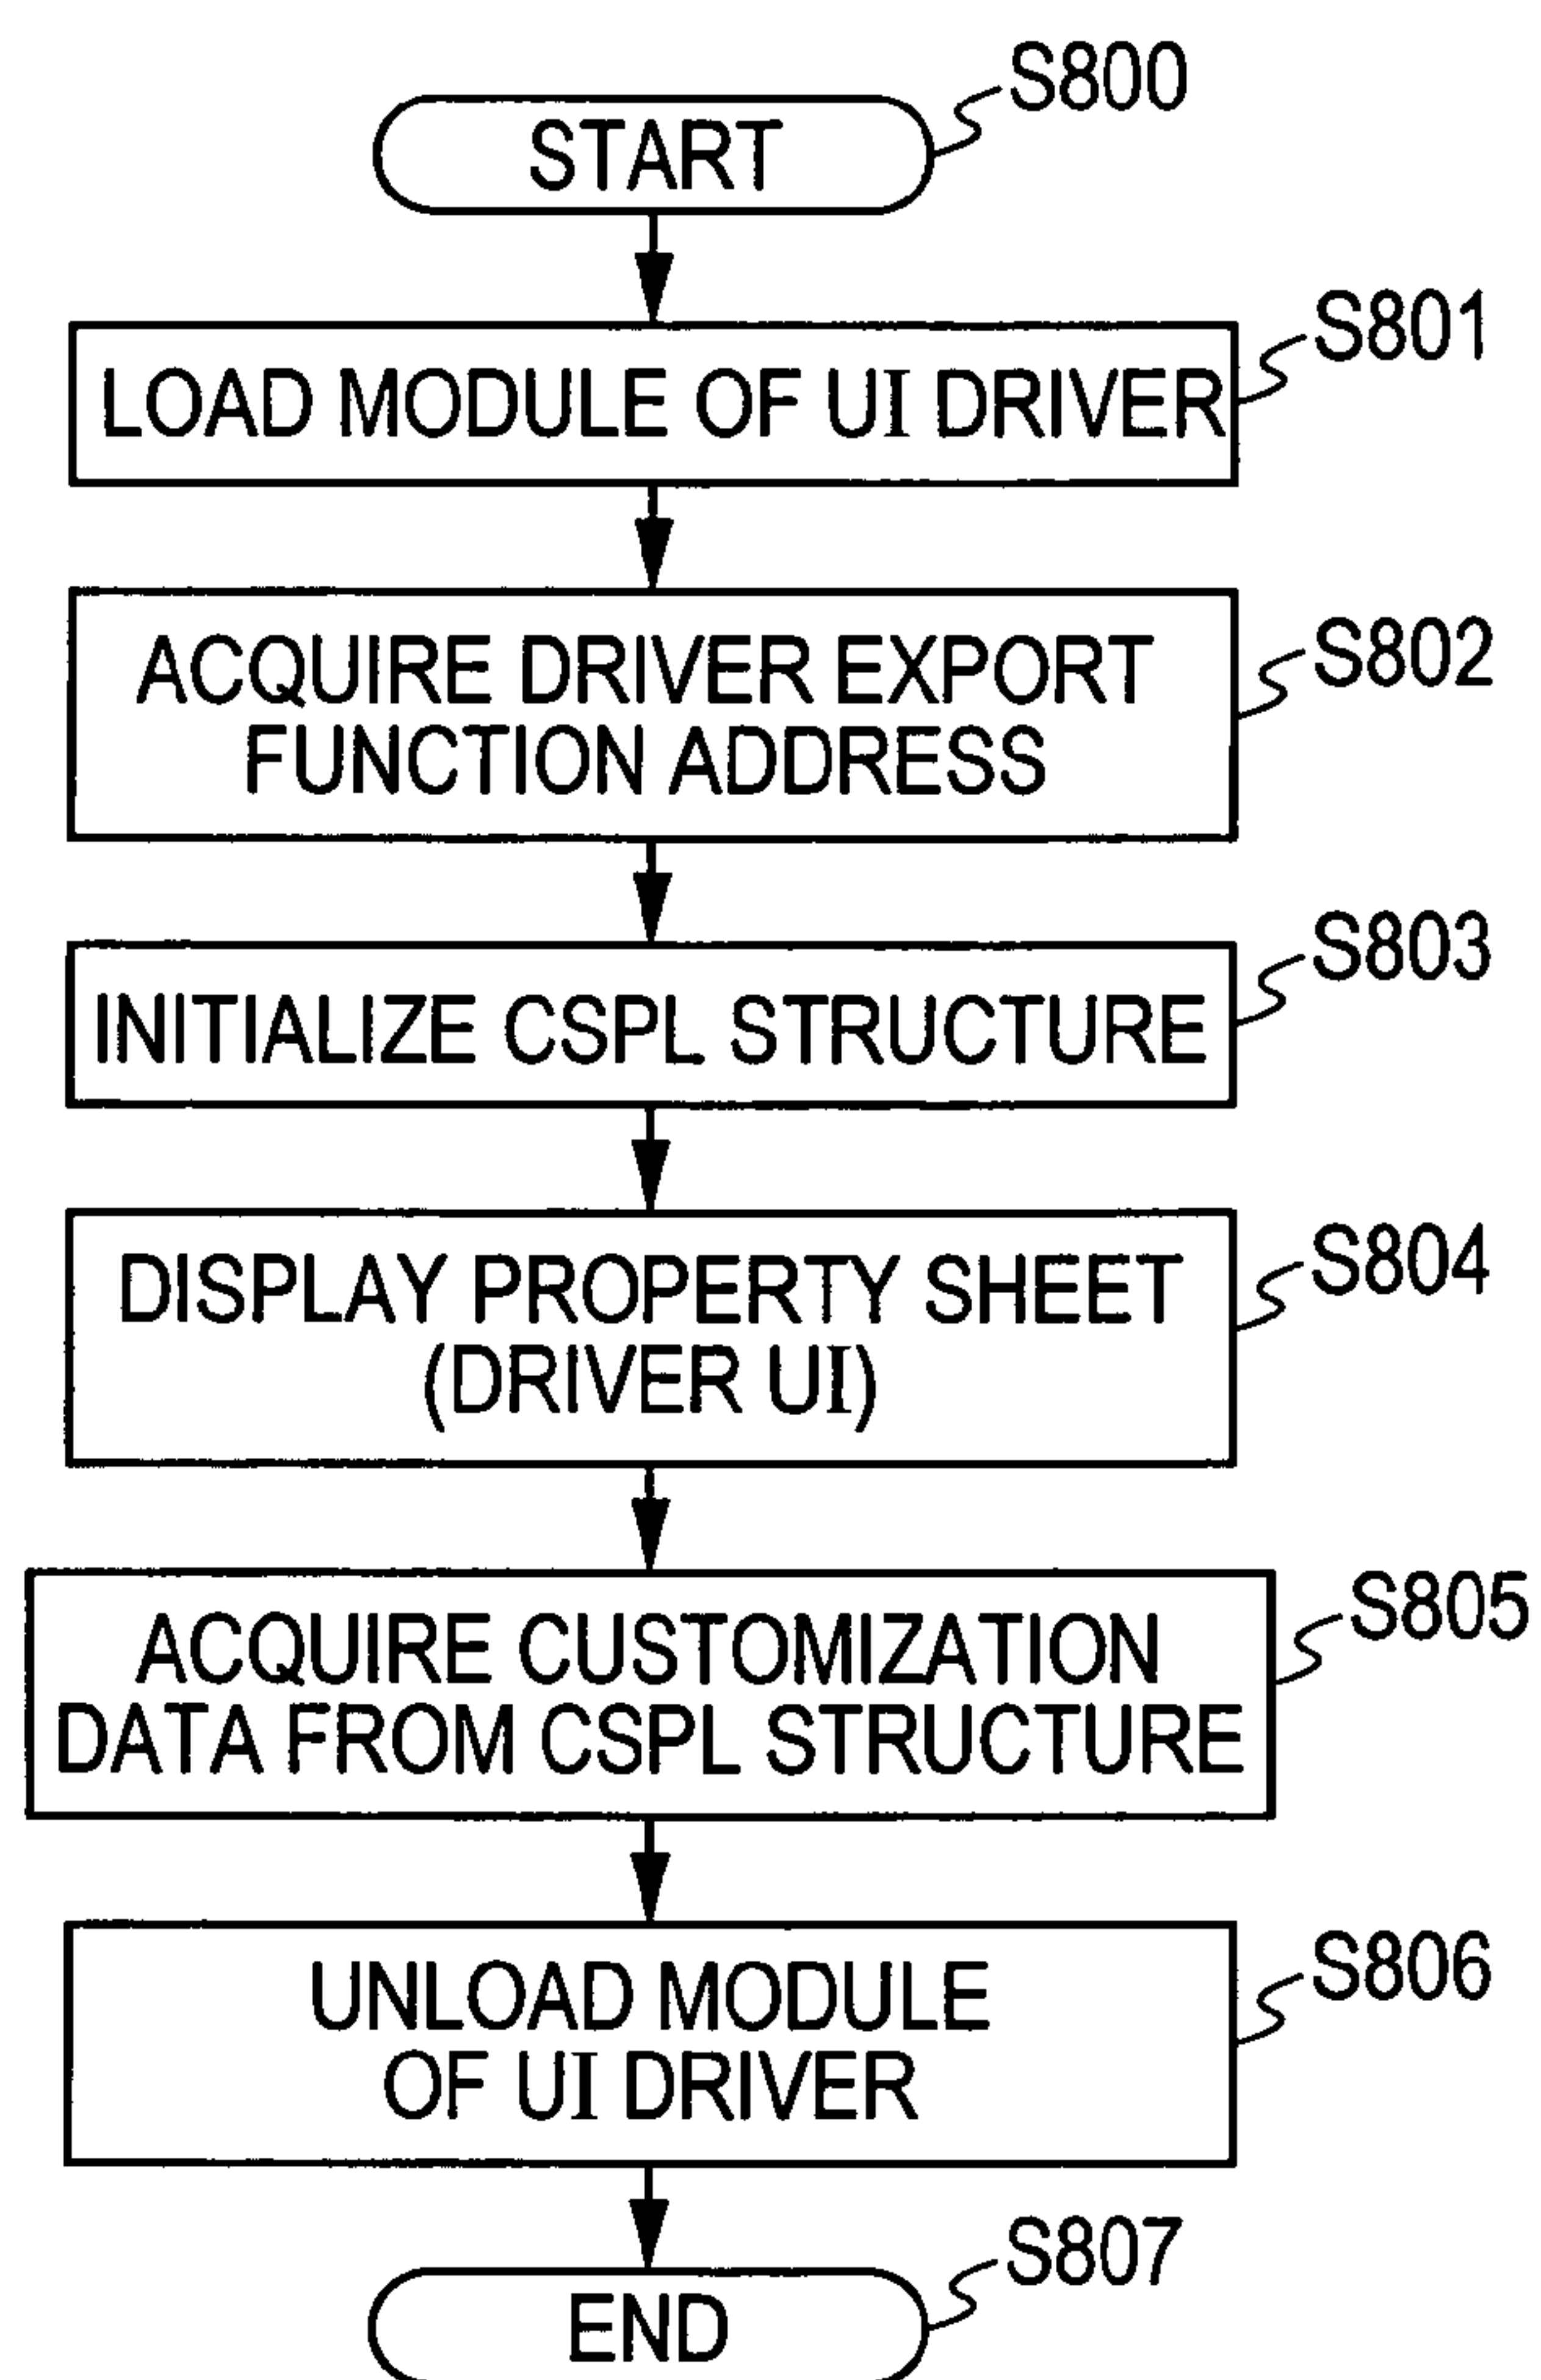 S800
START
S801
LOAD MODULE OF UI DRIVER
S802
ACQUIRE DRIVER EXPORT
FUNCTION ADDRESS
S803
INITIALIZE CSPL STRUCTURE
S804
DISPLAY PROPERTY SHEET
(DRIVER UI)
S805
ACQUIRE CUSTOMIZATION
DATA FROM CSPL STRUCTURE
S806
UNLOAD MODULE
OF UI DRIVER
S807
END